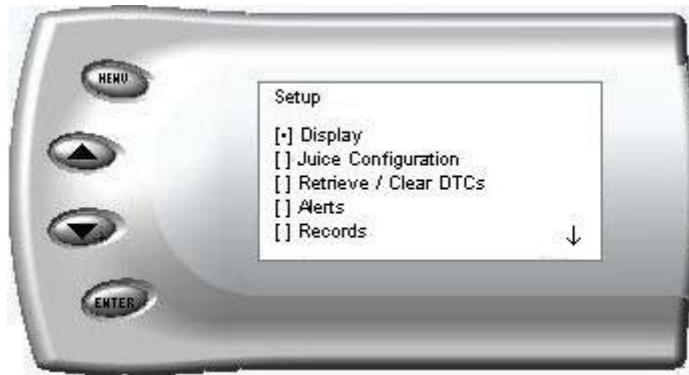 MENU
Setup
[•] Display
[ ] Juice Configuration
[ ] Retrieve / Clear DTCs
[ ] Alerts
[ ] Records
↓
ENTER